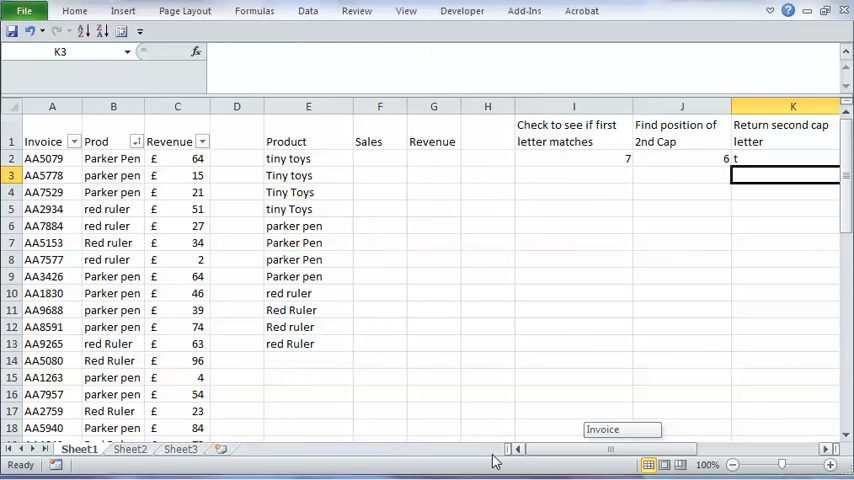 File Home Insert Page Layout Formulas Data Review View Developer Add-Ins Acrobat
K3 fx
A B C D E F G H I J K
1 Invoice Prod Revenue Product Sales Revenue Check to see if first letter matches Find position of 2nd Cap Return second cap letter
2 AA5079 Parker Pen £ 64 tiny toys 7 6 t
3 AA5778 parker pen £ 15 Tiny toys
4 AA7529 Parker pen £ 21 Tiny Toys
5 AA2934 red ruler £ 51 tiny Toys
6 AA7884 red ruler £ 27 parker pen
7 AA5153 Red ruler £ 34 Parker Pen
8 AA7577 red ruler £ 2 parker Pen
9 AA3426 Parker pen £ 64 Parker pen
10 AA1830 Parker pen £ 46 red ruler
11 AA9688 parker pen £ 39 Red Ruler
12 AA8591 parker pen £ 74 Red ruler
13 AA9265 red ruler £ 63 red Ruler
14 AA5080 Red Ruler £ 96
15 AA1263 parker pen £ 4
16 AA7957 parker pen £ 54
17 AA2759 Red Ruler £ 23
18 AA5940 Parker pen £ 84
Invoice
Sheet1 Sheet2 Sheet3
Ready 100%